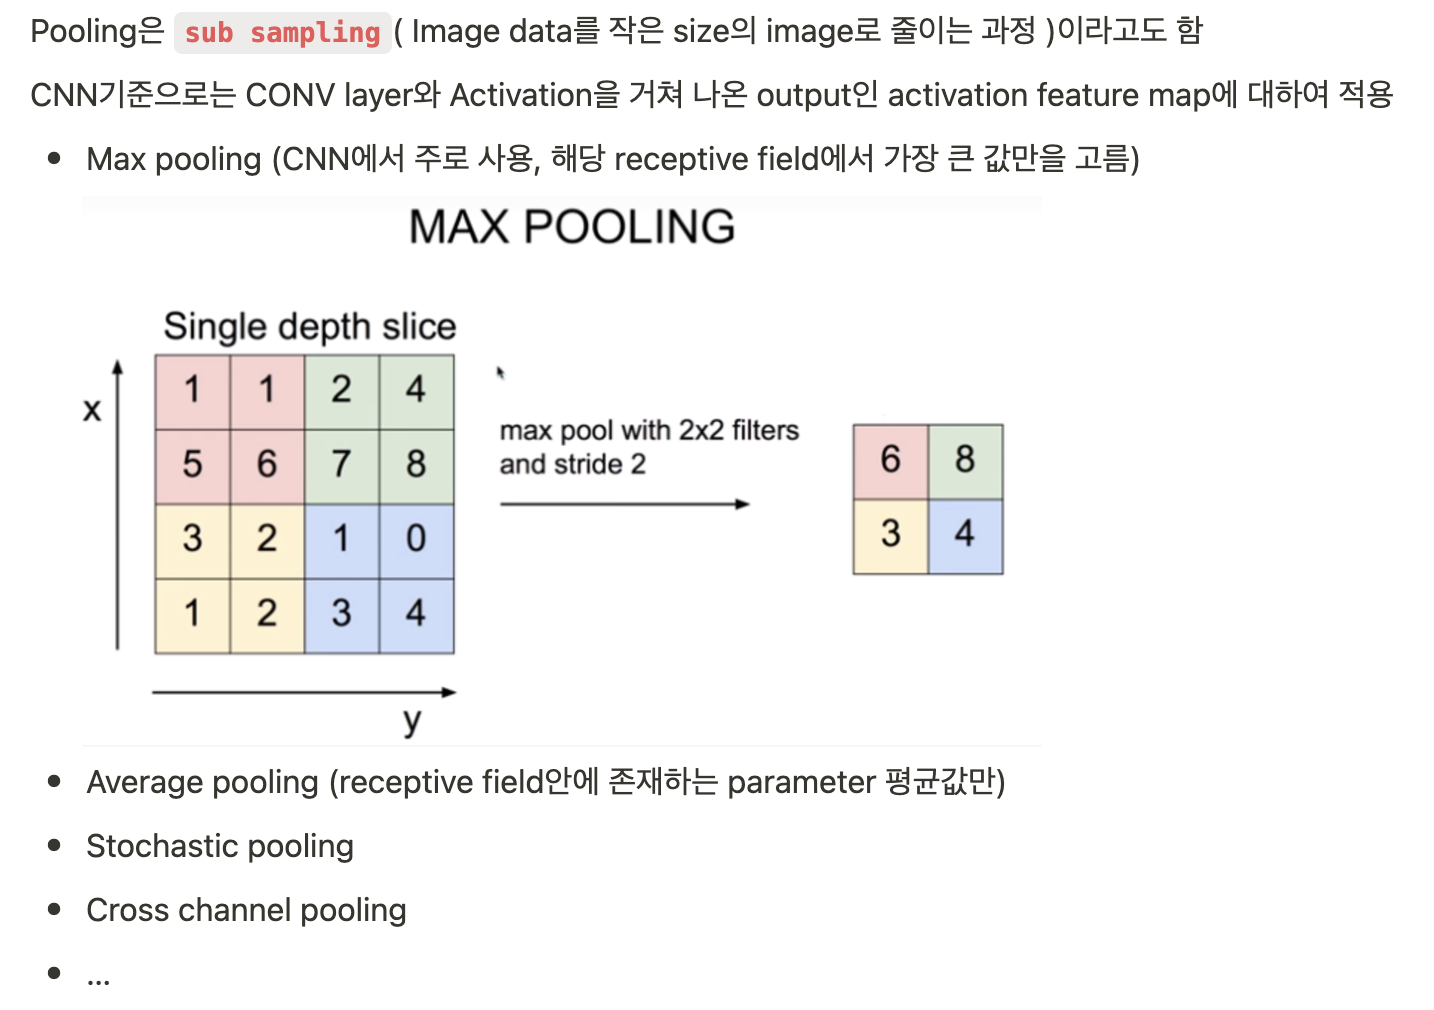 Pooling은 sub sampling ( Image data를 작은 size의 image로 줄이는 과정 )이라고도 함
CNN기준으로는 CONV layer와 Activation을 거쳐 나온 output인 activation feature map에 대하여 적용
• Max pooling (CNN에서 주로 사용, 해당 receptive field에서 가장 큰 값만을 고름)
MAX POOLING
Single depth slice
x
1 1 2 4
5 6 7 8
3 2 1 0
1 2 3 4
y
max pool with 2x2 filters
and stride 2
6 8
3 4
• Average pooling (receptive field안에 존재하는 parameter 평균값만)
• Stochastic pooling
• Cross channel pooling
• ...